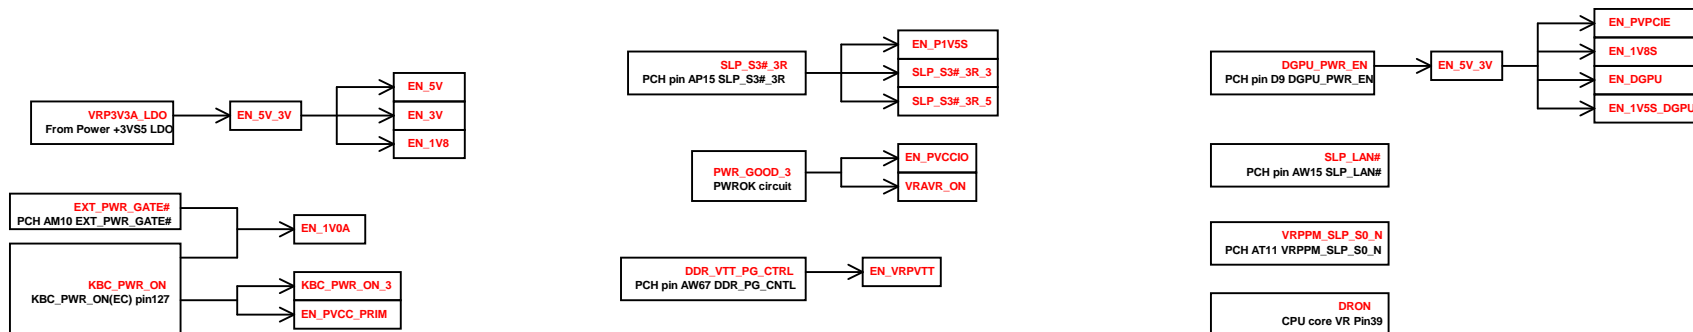 VRP3V3A_LDO
From Power +3VS5 LDO
EN_5V_3V
EN_5V
EN_3V
EN_1V8
EXT_PWR_GATE#
PCH AM10 EXT_PWR_GATE#
EN_1V0A
KBC_PWR_ON
KBC_PWR_ON(EC) pin127
KBC_PWR_ON_3
EN_PVCC_PRIM
SLP_S3#_3R
PCH pin AP15 SLP_S3#_3R
EN_P1V5S
SLP_S3#_3R_3
SLP_S3#_3R_5
PWR_GOOD_3
PWROK circuit
EN_PVCCIO
VRAVR_ON
DDR_VTT_PG_CTRL
PCH pin AW67 DDR_PG_CNTL
EN_VRPVTT
DGPU_PWR_EN
PCH pin D9 DGPU_PWR_EN
EN_5V_3V
EN_PVPCIE
EN_1V8S
EN_DGPU
EN_1V5S_DGPU
SLP_LAN#
PCH pin AW15 SLP_LAN#
VRPPM_SLP_S0_N
PCH AT11 VRPPM_SLP_S0_N
DRON
CPU core VR Pin39